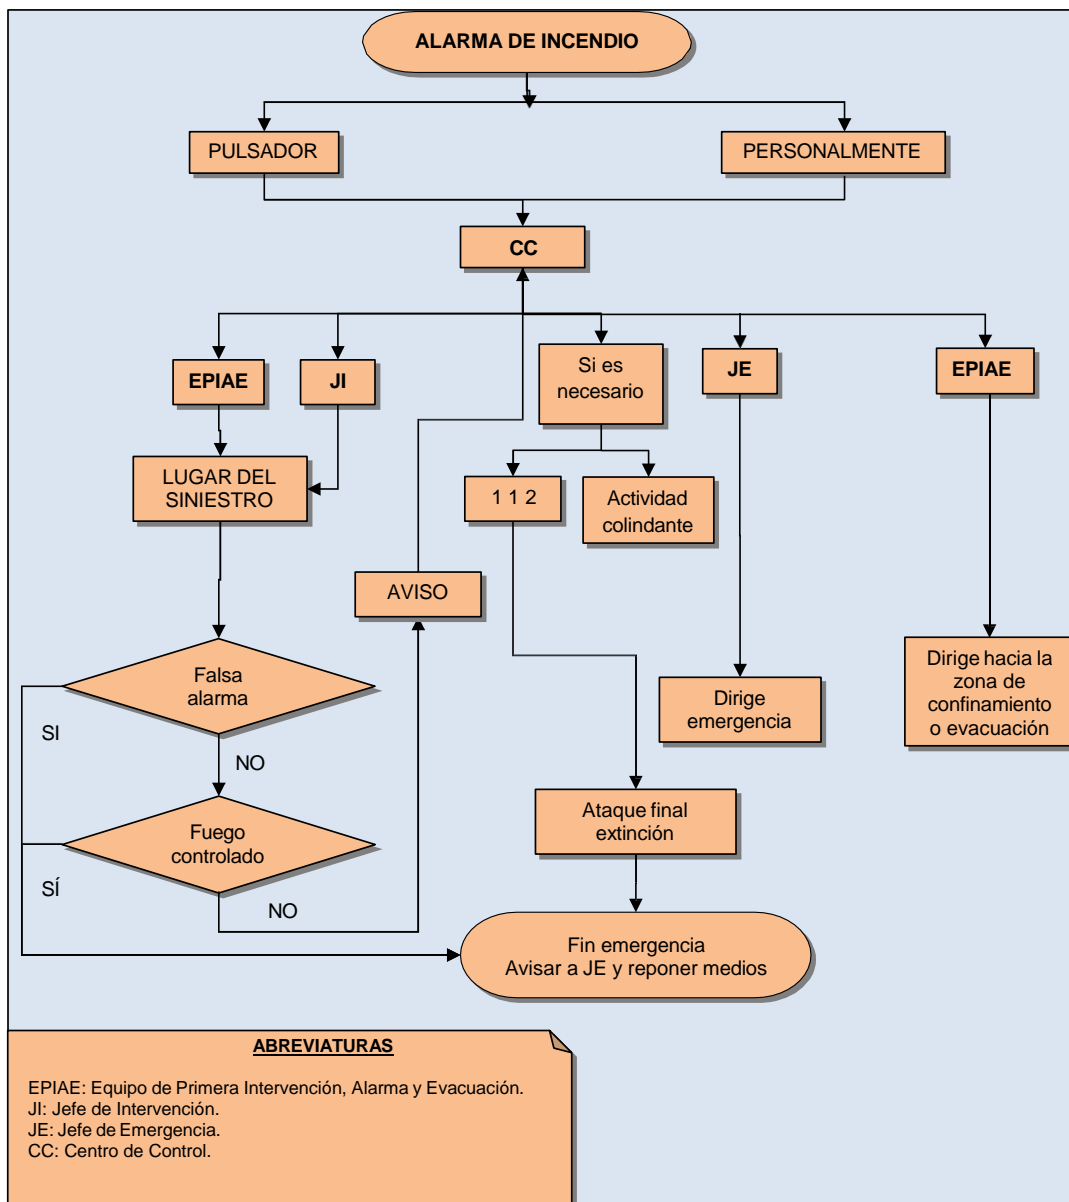 ALARMA DE INCENDIO
PULSADOR
PERSONALMENTE
CC
EPIAE
JI
Si es
necesario
JE
EPIAE
LUGAR DEL
SINIESTRO
1 1 2
Actividad
colindante
AVISO
Falsa
alarma
SI
NO
Dirige
emergencia
Dirige hacia la
zona de
confinamiento
o evacuación
Fuego
controlado
SÍ
NO
Ataque final
extinción
Fin emergencia
Avisar a JE y reponer medios
ABREVIATURAS
EPIAE: Equipo de Primera Intervención, Alarma y Evacuación.
JI: Jefe de Intervención.
JE: Jefe de Emergencia.
CC: Centro de Control.